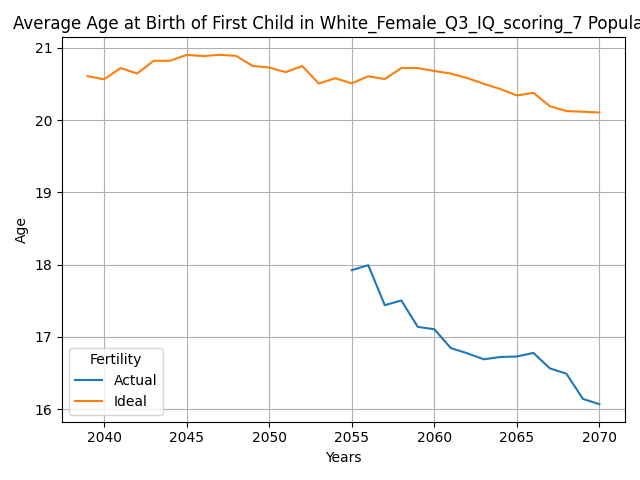 Average Age at Birth of First Child in White_Female_Q3_IQ_scoring_7 Popula
21
20
19
18
17
16
Age
Fertility
Actual
Ideal
2040 2045 2050 2055 2060 2065 2070
Years